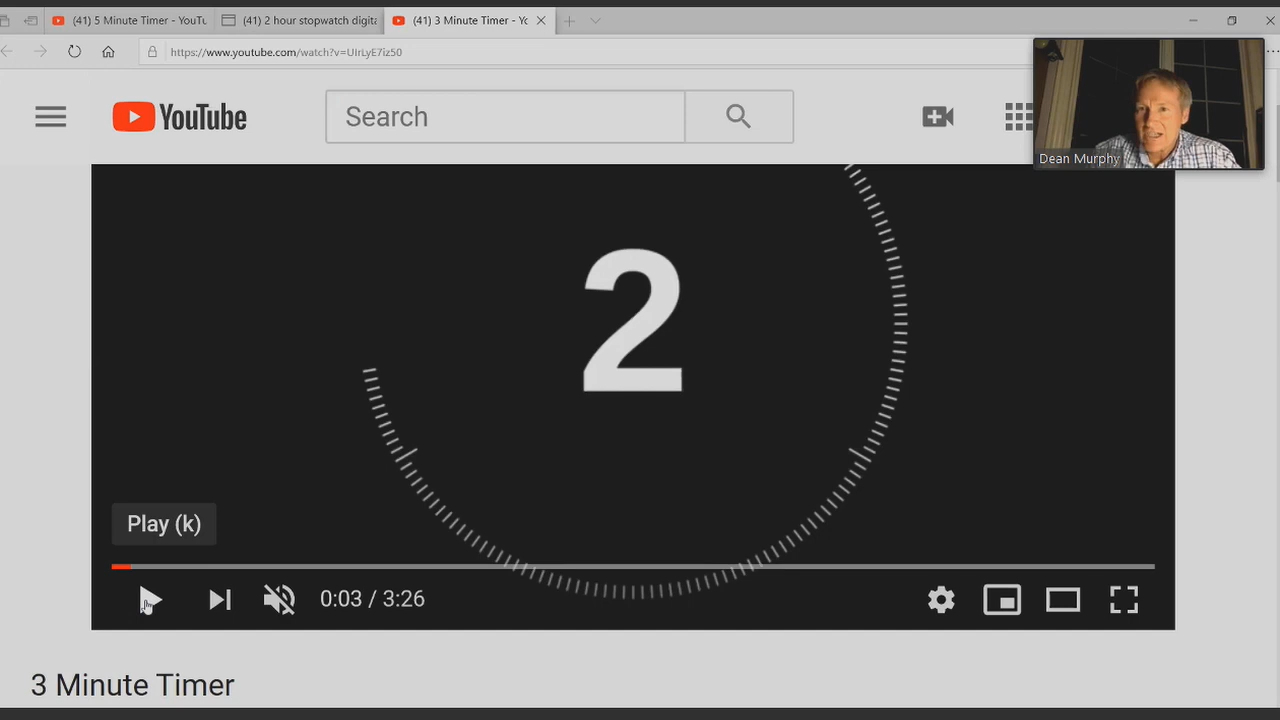 (41) 5 Minute Timer - YouTu
(41) 2 hour stopwatch digita
(41) 3 Minute Timer - Yo
https://www.youtube.com/watch?v=UIrLyE7iz50
YouTube
Search
Dean Murphy
2
Play (k)
0:03 / 3:26
3 Minute Timer